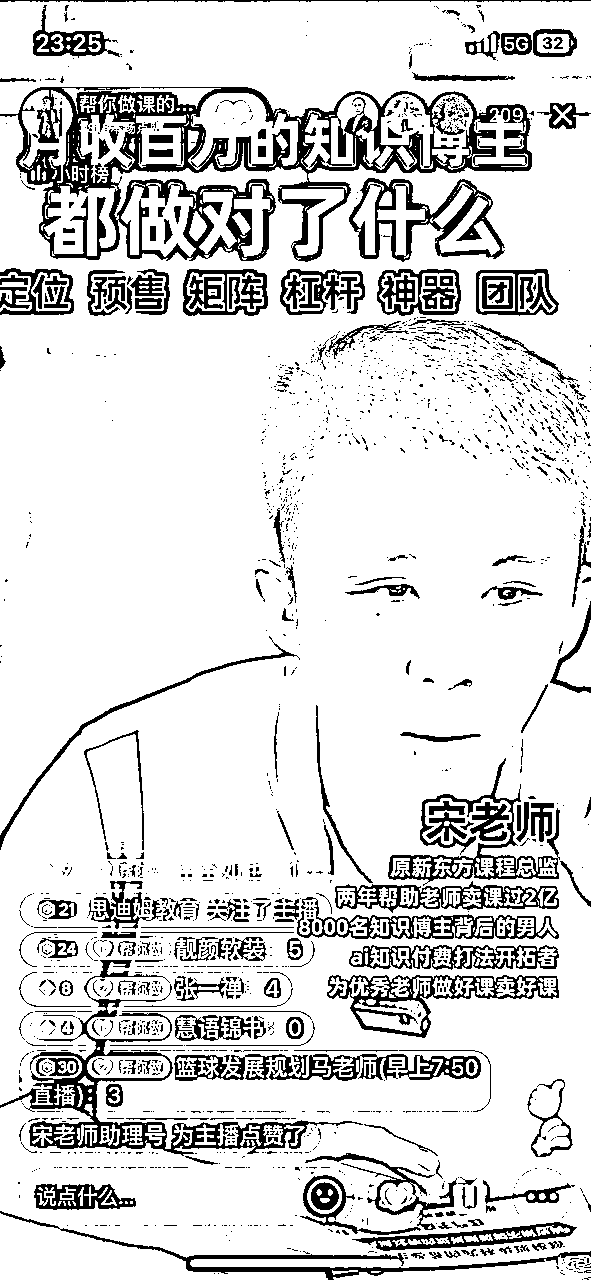 23:25
5G 32
帮你做课的...
209
月收百万的知识博主
小时榜
都做对了什么
定位 预售 矩阵 杠杆 神器 团队
宋老师
原新东方课程总监
两年帮助老师卖课过2亿
8000名知识博主背后的男人
ai知识付费打法开拓者
为优秀老师做好课卖好课
21 思迪姆教育 关注了主播
24 帮你做 靓颜软装: 5
8 帮你做 张一禅: 4
4 帮你做 慧语锦书: 0
30 帮你做 篮球发展规划马老师(早上7:50
直播): 3
宋老师助理号 为主播点赞了
说点什么...